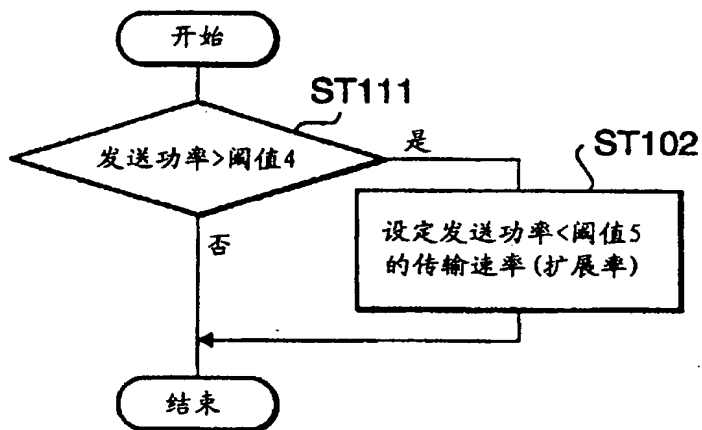 开始
ST111
发送功率>阈值4
是
ST102
设定发送功率<阈值5
的传输速率(扩展率)
否
结束